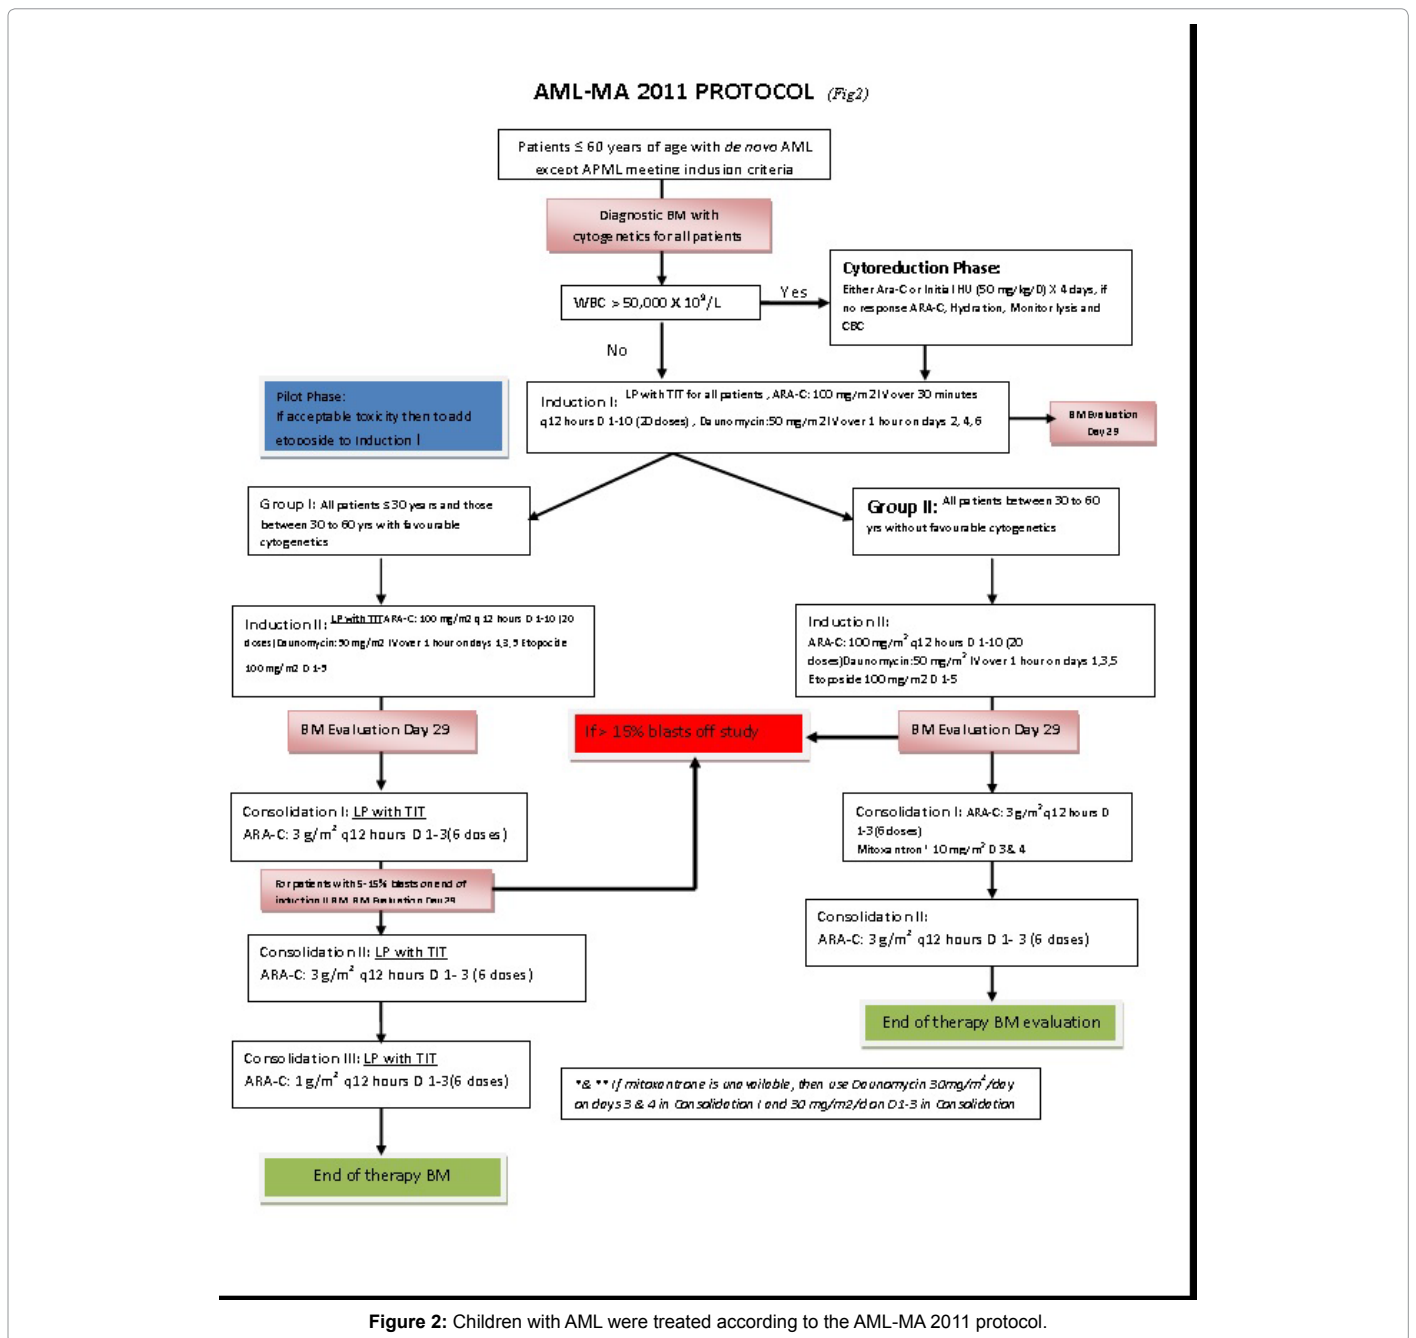 AML-MA 2011 PROTOCOL (Fig2)
Patients ≤ 60 years of age with de novo AML
except APML meeting inclusion criteria
Diagnostic BM with
cytogenetics for all patients
WBC > 50,000 X 10⁹/L
Yes
Cytoreduction Phase:
Either Ara-C or Initial HU (50 mg/kg/D) X 4 days, if
no response ARA-C, Hydration, Monitor lysis and
CBC
No
Pilot Phase:
If acceptable toxicity then to add
etoposide to Induction I
Induction I: LP with TIT for all patients , ARA-C: 100 mg/m2 IV over 30 minutes
q12 hours D 1-10 (20 doses) , Daunomycin:50 mg/m2 IV over 1 hour on days 2, 4, 6
BM Evaluation
Day 29
Group I: All patients ≤ 30 years and those
between 30 to 60 yrs with favourable
cytogenetics
Group II: All patients between 30 to 60
yrs without favourable cytogenetics
Induction II: LP with TIT ARA-C: 100 mg/m2 q 12 hours D 1-10 (20
doses)Daunomycin:50 mg/m2 IV over 1 hour on days 1,3,5 Etopocide
100 mg/m2 D 1-5
Induction II:
ARA-C: 100 mg/m² q12 hours D 1-10 (20
doses)Daunomycin:50 mg/m² IV over 1 hour on days 1,3,5
Etoposide 100 mg/m2 D 1-5
BM Evaluation Day 29
If > 15% blasts off study
BM Evaluation Day 29
Consolidation I: LP with TIT
ARA-C: 3 g/m² q12 hours D 1-3(6 doses)
Consolidation I: ARA-C: 3g/m² q12 hours D
1-3(6 doses)
Mitoxantron* 10 mg/m² D 3 & 4
For patients with 5-15% blasts on end of
induction II BM, BM Evaluation Day 29
Consolidation II: LP with TIT
ARA-C: 3 g/m² q12 hours D 1- 3 (6 doses)
Consolidation II:
ARA-C: 3 g/m² q12 hours D 1- 3 (6 doses)
End of therapy BM evaluation
Consolidation III: LP with TIT
ARA-C: 1 g/m² q12 hours D 1-3(6 doses)
*& ** If mitoxantrone is unavailable, then use Daunomycin 30mg/m²/day
on days 3 & 4 in Consolidation I and 30 mg/m2/d on D1-3 in Consolidation
End of therapy BM
Figure 2: Children with AML were treated according to the AML-MA 2011 protocol.